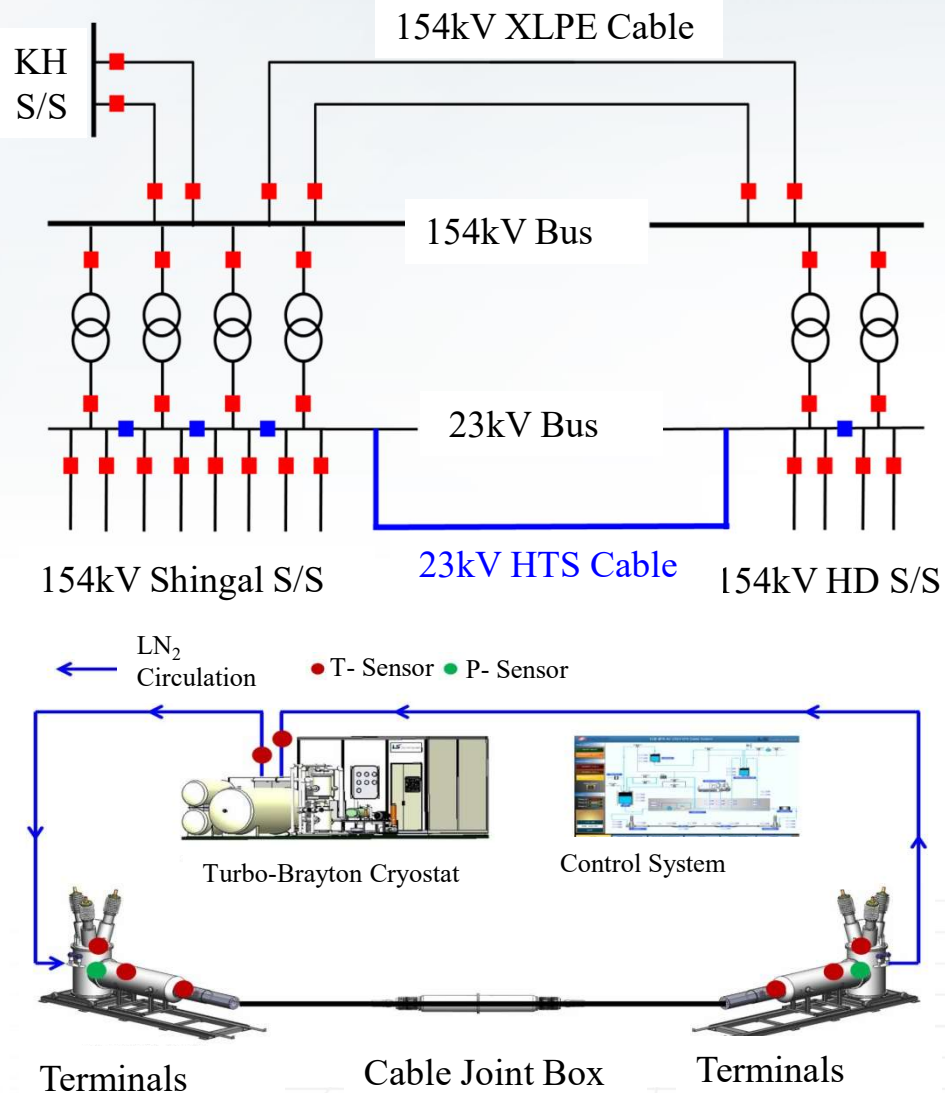 154kV XLPE Cable
KH
S/S
154kV Bus
23kV Bus
154kV Shingal S/S
23kV HTS Cable
154kV HD S/S
LN₂
Circulation
T- Sensor
P- Sensor
Turbo-Brayton Cryostat
Control System
Terminals
Cable Joint Box
Terminals